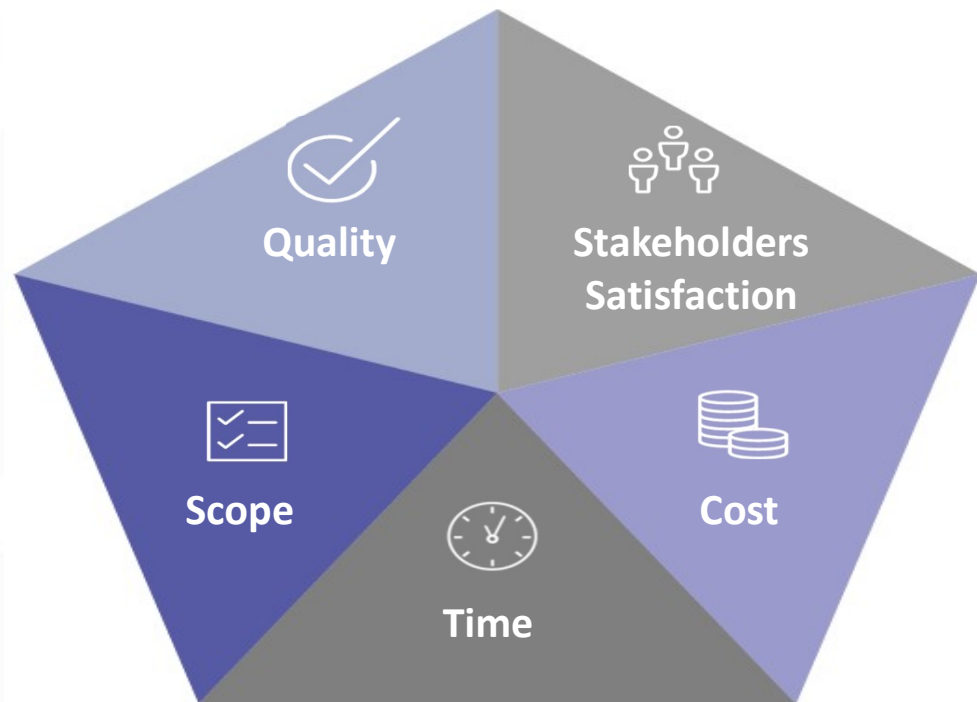 Quality
Stakeholders
Satisfaction
Scope
Cost
Time